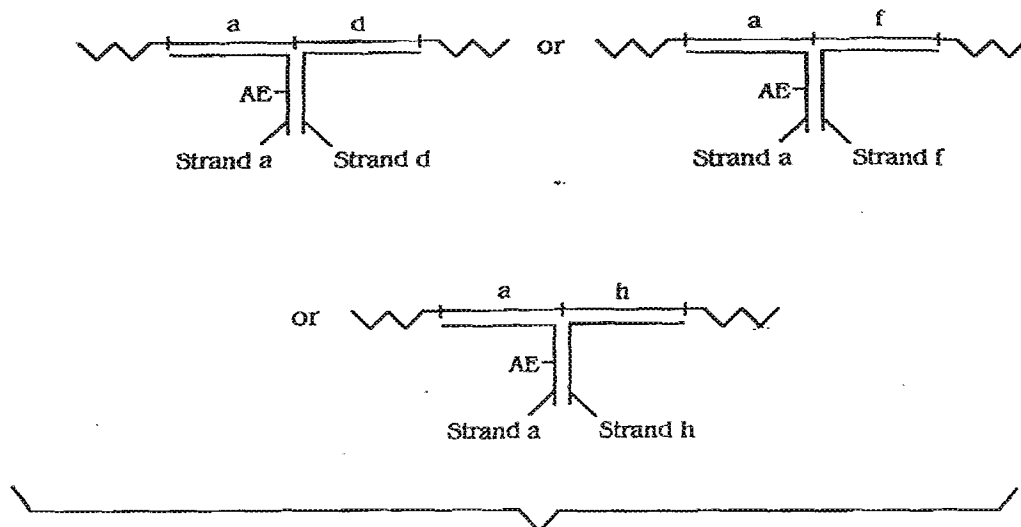 a d or a f
AE AE
Strand a Strand d Strand a Strand f
or a h
AE
Strand a Strand h